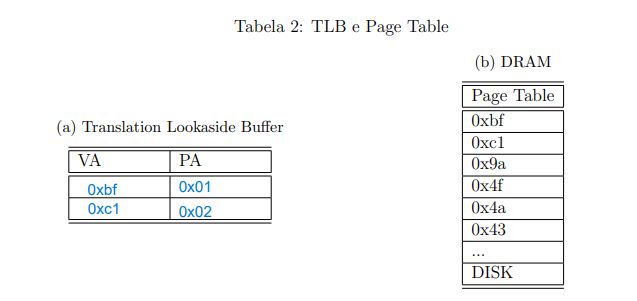 Tabela 2: TLB e Page Table
(a) Translation Lookaside Buffer
VA PA
0xbf 0x01
0xc1 0x02
(b) DRAM
Page Table
0xbf
0xc1
0x9a
0x4f
0x4a
0x43
...
DISK